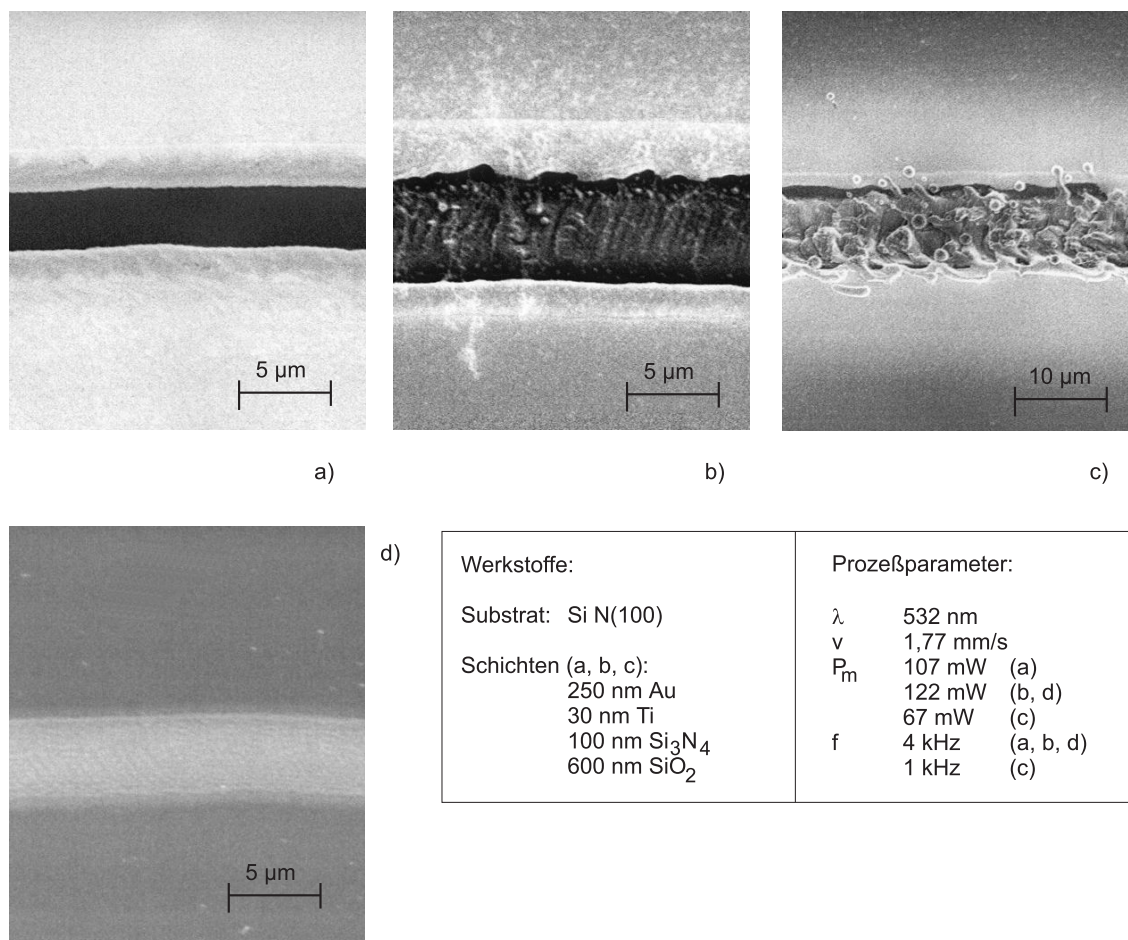 5 µm
5 µm
10 µm
a)
b)
c)
d)
5 µm
Werkstoffe:
Substrat: Si N(100)
Schichten (a, b, c):
250 nm Au
30 nm Ti
100 nm Si₃N₄
600 nm SiO₂
Prozeßparameter:
λ 532 nm
v 1,77 mm/s
Pm 107 mW (a)
122 mW (b, d)
67 mW (c)
f 4 kHz (a, b, d)
1 kHz (c)